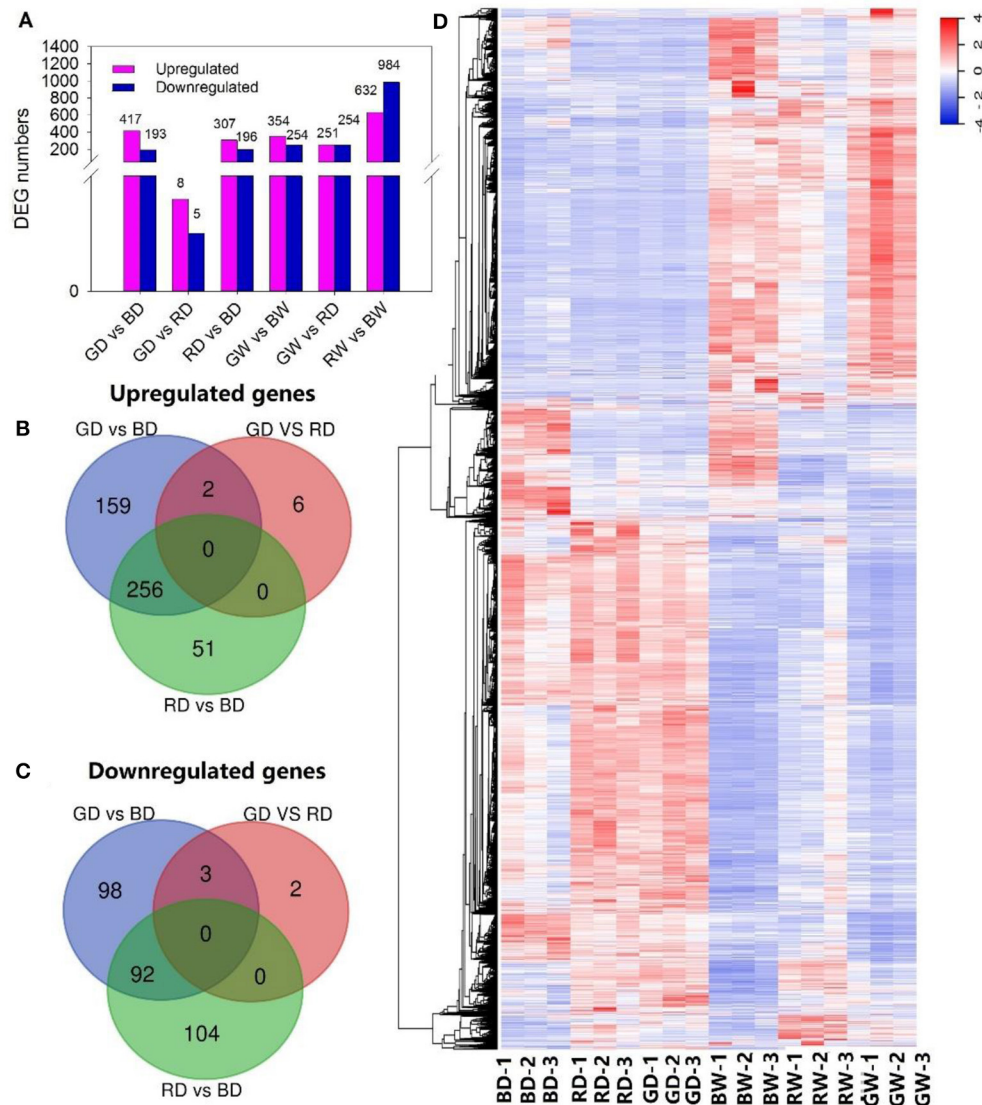 A
1400
1200
1000
800
600
400
200
0
DEG numbers
Upregulated
Downregulated
417
193
8
5
307
196
354
254
251
254
632
984
GD vs BD
GD vs RD
RD vs BD
GW vs BW
GW vs RD
RW vs BW
Upregulated genes
B
GD vs BD
GD VS RD
159
2
6
0
256
0
51
RD vs BD
C
Downregulated genes
GD vs BD
GD VS RD
98
3
2
0
92
0
104
RD vs BD
D
4
2
0
-2
-4
BD-1
BD-2
BD-3
RD-1
RD-2
RD-3
GD-1
GD-2
GD-3
BW-1
BW-2
BW-3
RW-1
RW-2
RW-3
GW-1
GW-2
GW-3